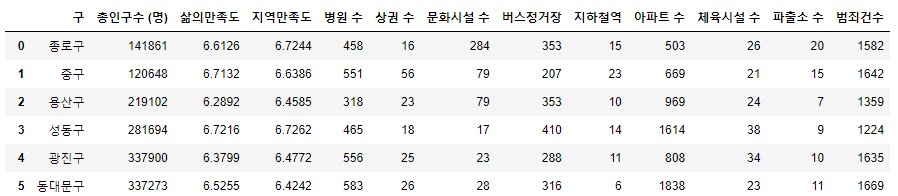 구 총인구수 (명) 삶의만족도 지역만족도 병원 수 상권 수 문화시설 수 버스정거장 지하철역 아파트 수 체육시설 수 파출소 수 범죄건수
0 종로구 141861 6.6126 6.7244 458 16 284 353 15 503 26 20 1582
1 중구 120648 6.7132 6.6386 551 56 79 207 23 669 21 15 1642
2 용산구 219102 6.2892 6.4585 318 23 79 353 10 969 24 7 1359
3 성동구 281694 6.7216 6.7262 465 18 17 410 14 1614 38 9 1224
4 광진구 337900 6.3799 6.4772 556 25 23 288 11 808 34 10 1635
5 동대문구 337273 6.5255 6.4242 583 26 28 316 6 1838 23 11 1669